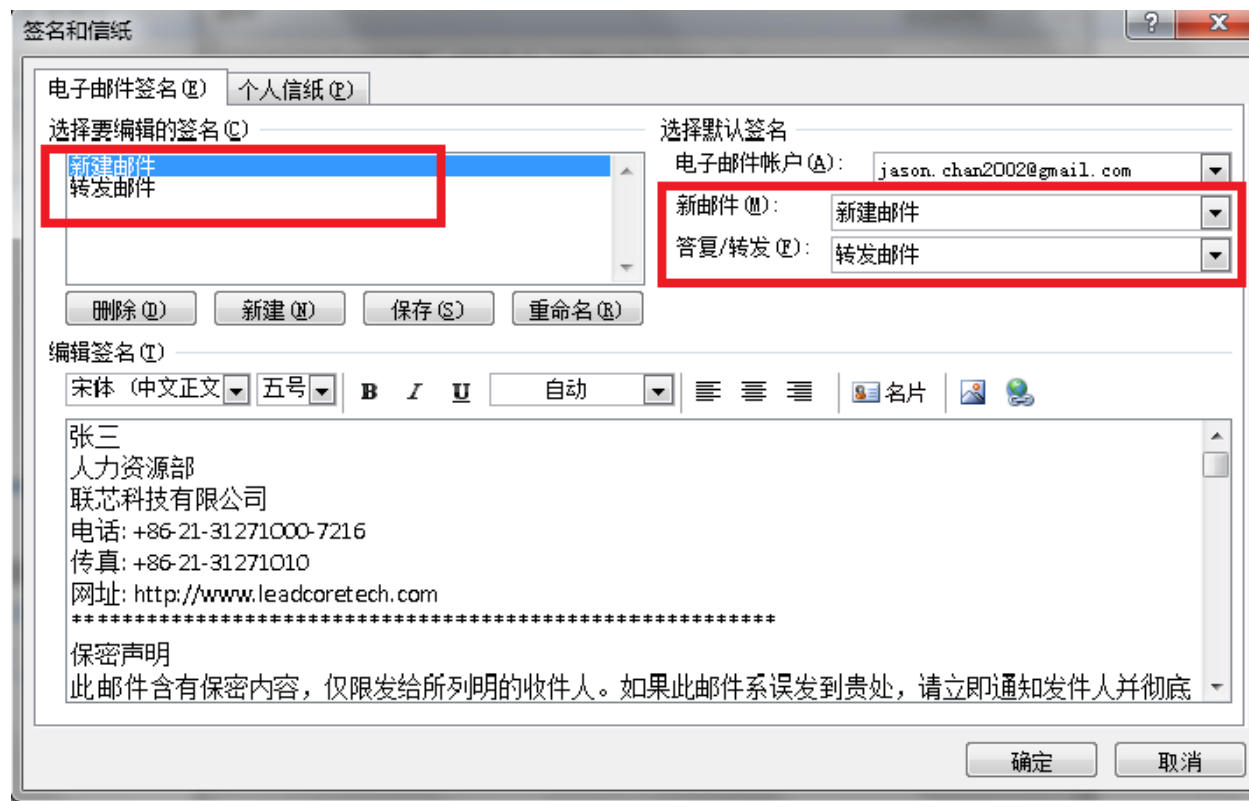 签名和信纸
电子邮件签名(E) 个人信纸(P)
选择要编辑的签名(C)
新建邮件
转发邮件
删除(D) 新建(N) 保存(S) 重命名(R)
选择默认签名
电子邮件帐户(A): jason.chan2002@gmail.com
新邮件(M): 新建邮件
答复/转发(F): 转发邮件
编辑签名(T)
宋体 (中文正文 五号 B I U 自动 名片
张三
人力资源部
联芯科技有限公司
电话: +86-21-31271000-7216
传真: +86-21-31271010
网址: http://www.leadcoretech.com
********************************************************
保密声明
此邮件含有保密内容，仅限发给所列明的收件人。如果此邮件系误发到贵处，请立即通知发件人并彻底
确定 取消